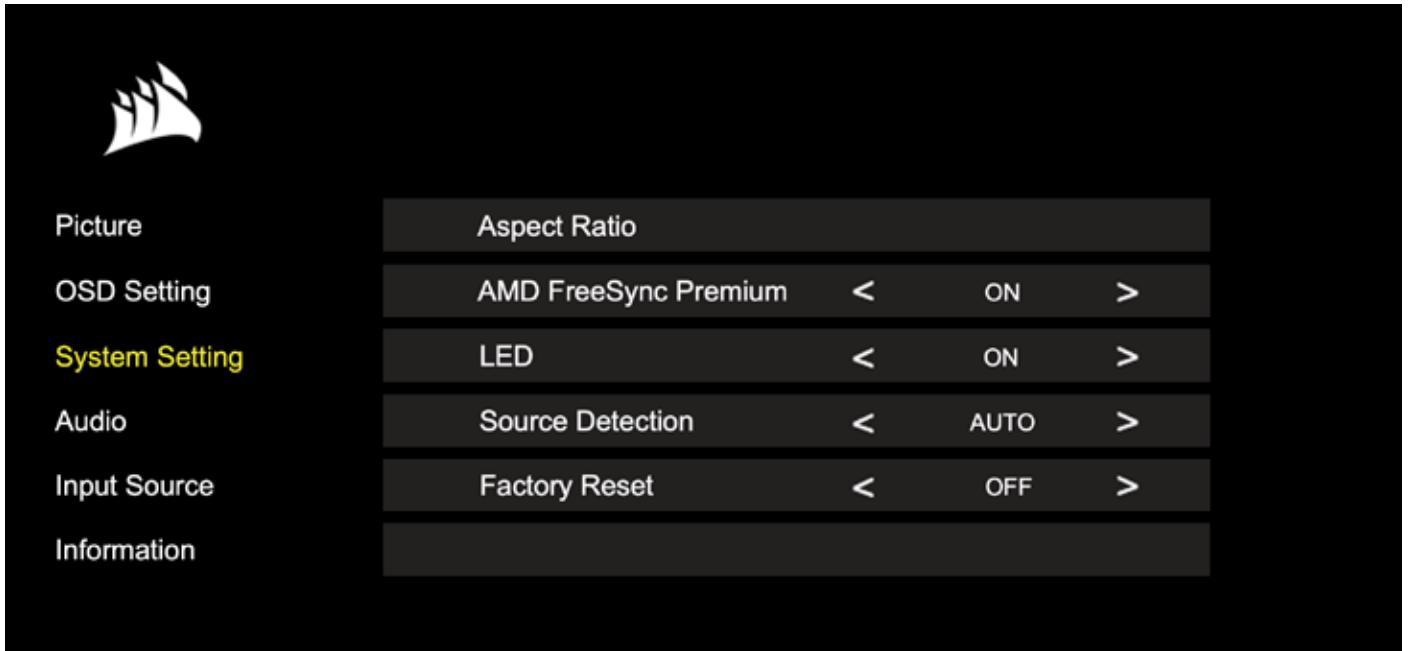 Picture Aspect Ratio
OSD Setting AMD FreeSync Premium < ON >
System Setting LED < ON >
Audio Source Detection < AUTO >
Input Source Factory Reset < OFF >
Information